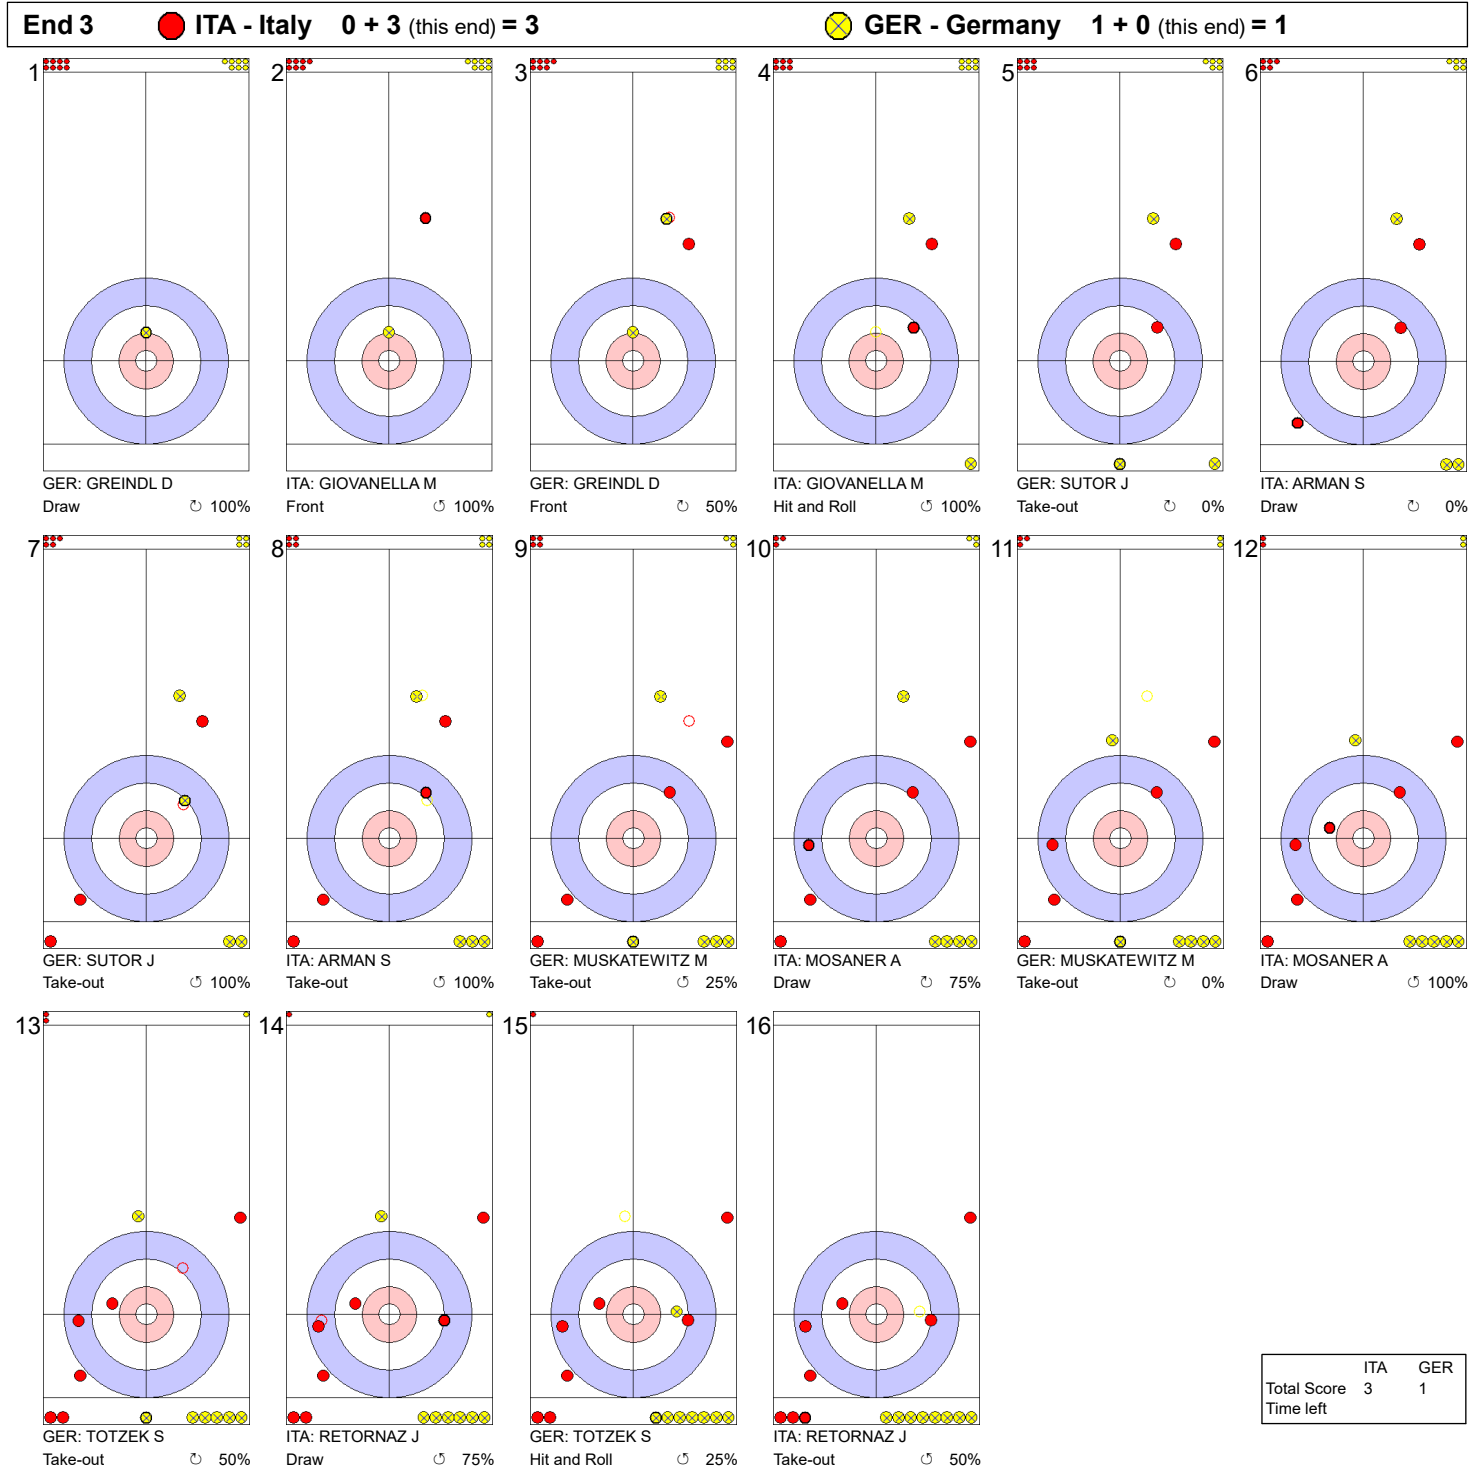 End 3 ITA - Italy 0 + 3 (this end) = 3 GER - Germany 1 + 0 (this end) = 1
1 2 3 4 5 6
GER: GREINDL D ITA: GIOVANELLA M GER: GREINDL D ITA: GIOVANELLA M GER: SUTOR J ITA: ARMAN S
Draw ↻ 100% Front ↺ 100% Front ↻ 50% Hit and Roll ↺ 100% Take-out ↻ 0% Draw ↻ 0%
7 8 9 10 11 12
GER: SUTOR J ITA: ARMAN S GER: MUSKATEWITZ M ITA: MOSANER A GER: MUSKATEWITZ M ITA: MOSANER A
Take-out ↺ 100% Take-out ↺ 100% Take-out ↺ 25% Draw ↻ 75% Take-out ↺ 0% Draw ↺ 100%
13 14 15 16
GER: TOTZEK S ITA: RETORNAZ J GER: TOTZEK S ITA: RETORNAZ J
Take-out ↻ 50% Draw ↺ 75% Hit and Roll ↺ 25% Take-out ↺ 50%
ITA GER
Total Score 3 1
Time left